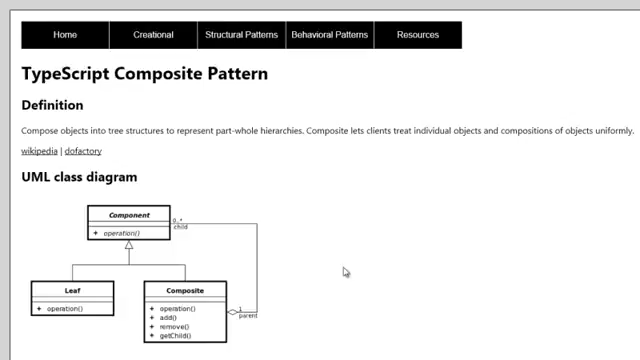 Home Creational Structural Patterns Behavioral Patterns Resources
TypeScript Composite Pattern
Definition
Compose objects into tree structures to represent part-whole hierarchies. Composite lets clients treat individual objects and compositions of objects uniformly.
wikipedia | dofactory
UML class diagram
Component
+ operation()
0..*
child
Leaf
+ operation()
Composite
+ operation()
+ add()
+ remove()
+ getChild()
1
parent